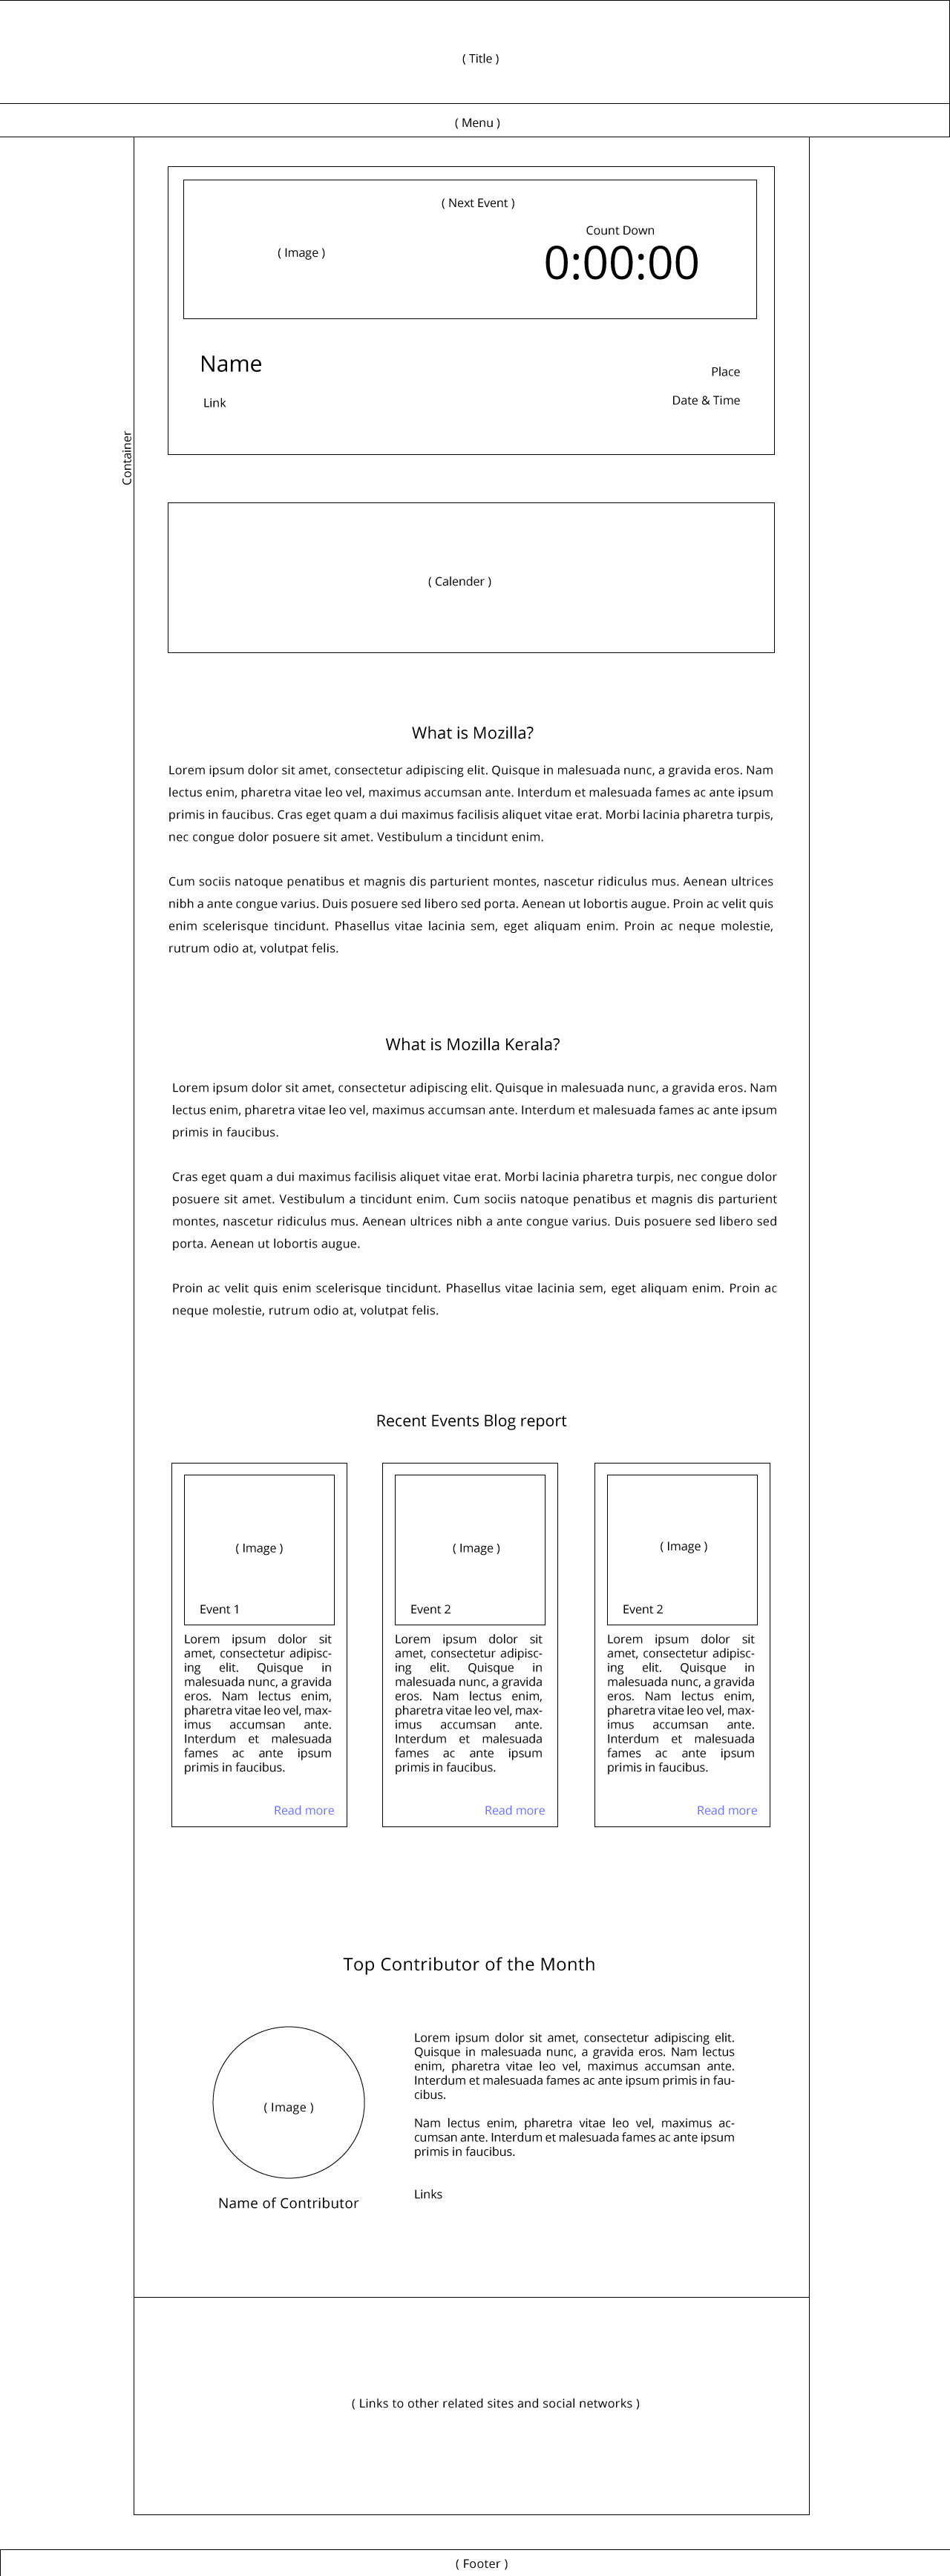 ( Title )
( Menu )
( Next Event )
Count Down
( Image )
0:00:00
Name
Place
Link
Date & Time
Container
( Calender )
What is Mozilla?
Lorem ipsum dolor sit amet, consectetur adipiscing elit. Quisque in malesuada nunc, a gravida eros. Nam
lectus enim, pharetra vitae leo vel, maximus accumsan ante. Interdum et malesuada fames ac ante ipsum
primis in faucibus. Cras eget quam a dui maximus facilisis aliquet vitae erat. Morbi lacinia pharetra turpis,
nec congue dolor posuere sit amet. Vestibulum a tincidunt enim.
Cum sociis natoque penatibus et magnis dis parturient montes, nascetur ridiculus mus. Aenean ultrices
nibh a ante congue varius. Duis posuere sed libero sed porta. Aenean ut lobortis augue. Proin ac velit quis
enim scelerisque tincidunt. Phasellus vitae lacinia sem, eget aliquam enim. Proin ac neque molestie,
rutrum odio at, volutpat felis.
What is Mozilla Kerala?
Lorem ipsum dolor sit amet, consectetur adipiscing elit. Quisque in malesuada nunc, a gravida eros. Nam
lectus enim, pharetra vitae leo vel, maximus accumsan ante. Interdum et malesuada fames ac ante ipsum
primis in faucibus.
Cras eget quam a dui maximus facilisis aliquet vitae erat. Morbi lacinia pharetra turpis, nec congue dolor
posuere sit amet. Vestibulum a tincidunt enim. Cum sociis natoque penatibus et magnis dis parturient
montes, nascetur ridiculus mus. Aenean ultrices nibh a ante congue varius. Duis posuere sed libero sed
porta. Aenean ut lobortis augue.
Proin ac velit quis enim scelerisque tincidunt. Phasellus vitae lacinia sem, eget aliquam enim. Proin ac
neque molestie, rutrum odio at, volutpat felis.
Recent Events Blog report
( Image )
Event 1
Lorem ipsum dolor sit
amet, consectetur adipisc-
ing elit. Quisque in
malesuada nunc, a gravida
eros. Nam lectus enim,
pharetra vitae leo vel, max-
imus accumsan ante.
Interdum et malesuada
fames ac ante ipsum
primis in faucibus.
Read more
( Image )
Event 2
Lorem ipsum dolor sit
amet, consectetur adipisc-
ing elit. Quisque in
malesuada nunc, a gravida
eros. Nam lectus enim,
pharetra vitae leo vel, max-
imus accumsan ante.
Interdum et malesuada
fames ac ante ipsum
primis in faucibus.
Read more
( Image )
Event 2
Lorem ipsum dolor sit
amet, consectetur adipisc-
ing elit. Quisque in
malesuada nunc, a gravida
eros. Nam lectus enim,
pharetra vitae leo vel, max-
imus accumsan ante.
Interdum et malesuada
fames ac ante ipsum
primis in faucibus.
Read more
Top Contributor of the Month
( Image )
Name of Contributor
Lorem ipsum dolor sit amet, consectetur adipiscing elit.
Quisque in malesuada nunc, a gravida eros. Nam lectus
enim, pharetra vitae leo vel, maximus accumsan ante.
Interdum et malesuada fames ac ante ipsum primis in fau-
cibus.
Nam lectus enim, pharetra vitae leo vel, maximus ac-
cumsan ante. Interdum et malesuada fames ac ante ipsum
primis in faucibus.
Links
( Links to other related sites and social networks )
( Footer )